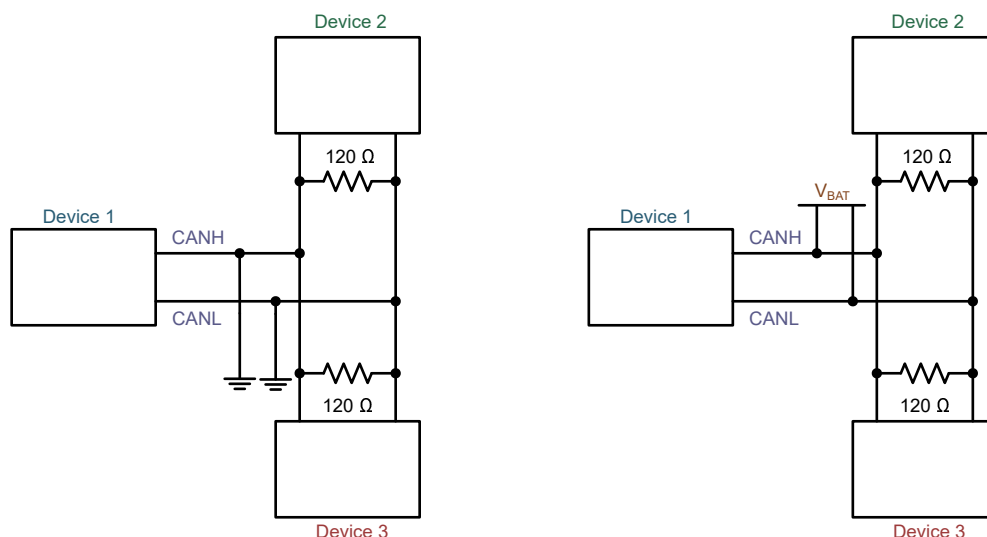 Device 2
120 Ω
Device 1
CANH
CANL
120 Ω
Device 3
Device 2
120 Ω
VBAT
Device 1
CANH
CANL
120 Ω
Device 3